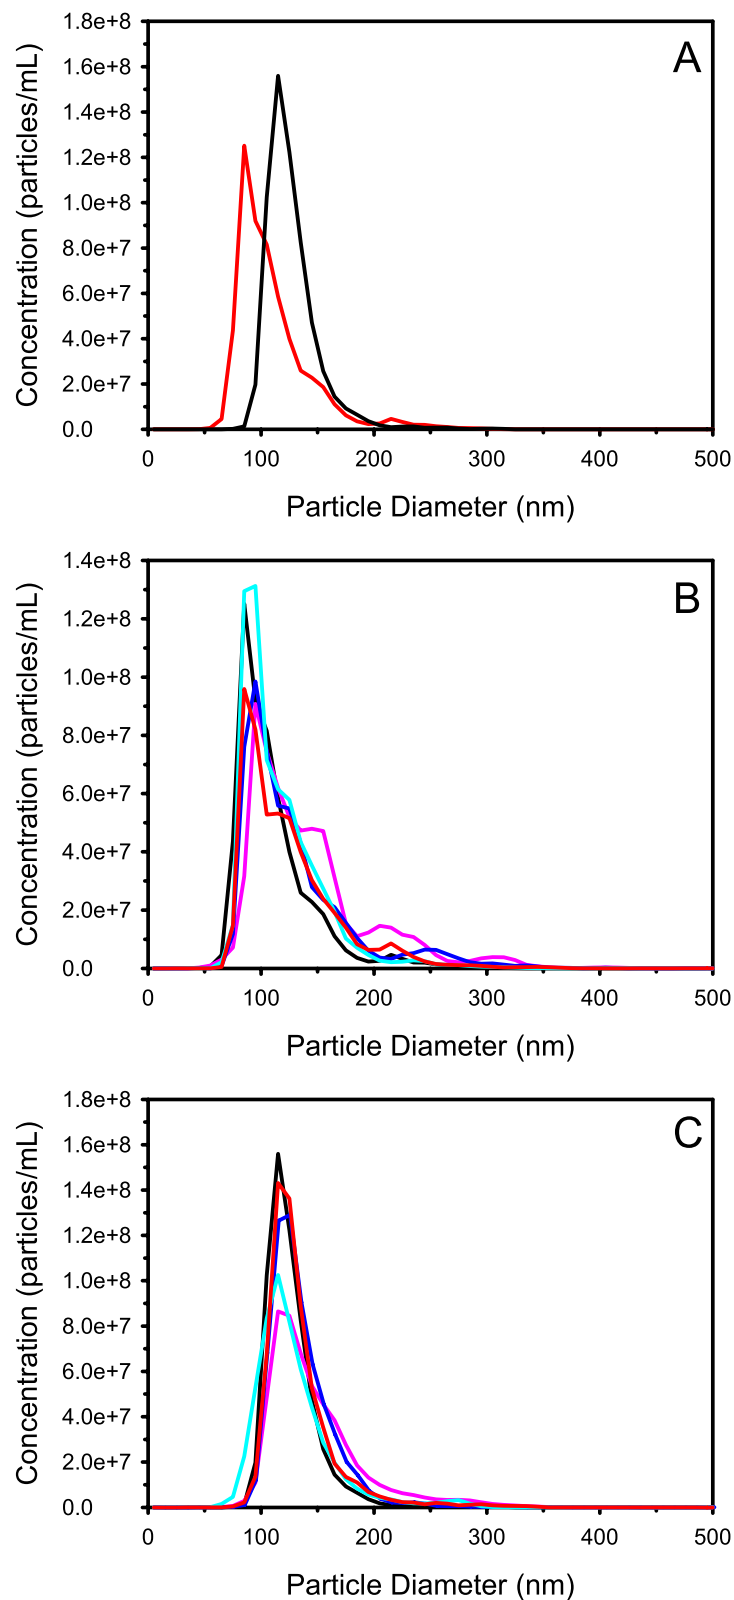 1.8e+8
A
1.6e+8
1.4e+8
1.2e+8
1.0e+8
8.0e+7
6.0e+7
4.0e+7
2.0e+7
0.0
Concentration (particles/mL)
0 100 200 300 400 500
Particle Diameter (nm)
1.4e+8
B
1.2e+8
1.0e+8
8.0e+7
6.0e+7
4.0e+7
2.0e+7
0.0
Concentration (particles/mL)
0 100 200 300 400 500
Particle Diameter (nm)
1.8e+8
C
1.6e+8
1.4e+8
1.2e+8
1.0e+8
8.0e+7
6.0e+7
4.0e+7
2.0e+7
0.0
Concentration (particles/mL)
0 100 200 300 400 500
Particle Diameter (nm)